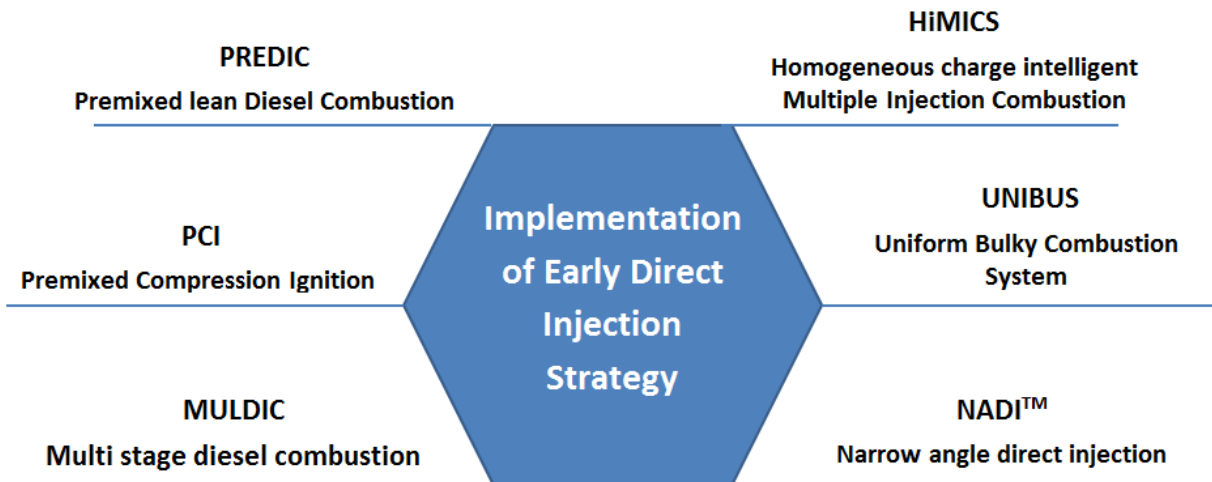 PREDIC
Premixed lean Diesel Combustion
PCI
Premixed Compression Ignition
MULDIC
Multi stage diesel combustion
Implementation
of Early Direct
Injection
Strategy
HiMICS
Homogeneous charge intelligent
Multiple Injection Combustion
UNIBUS
Uniform Bulky Combustion
System
NADI™
Narrow angle direct injection